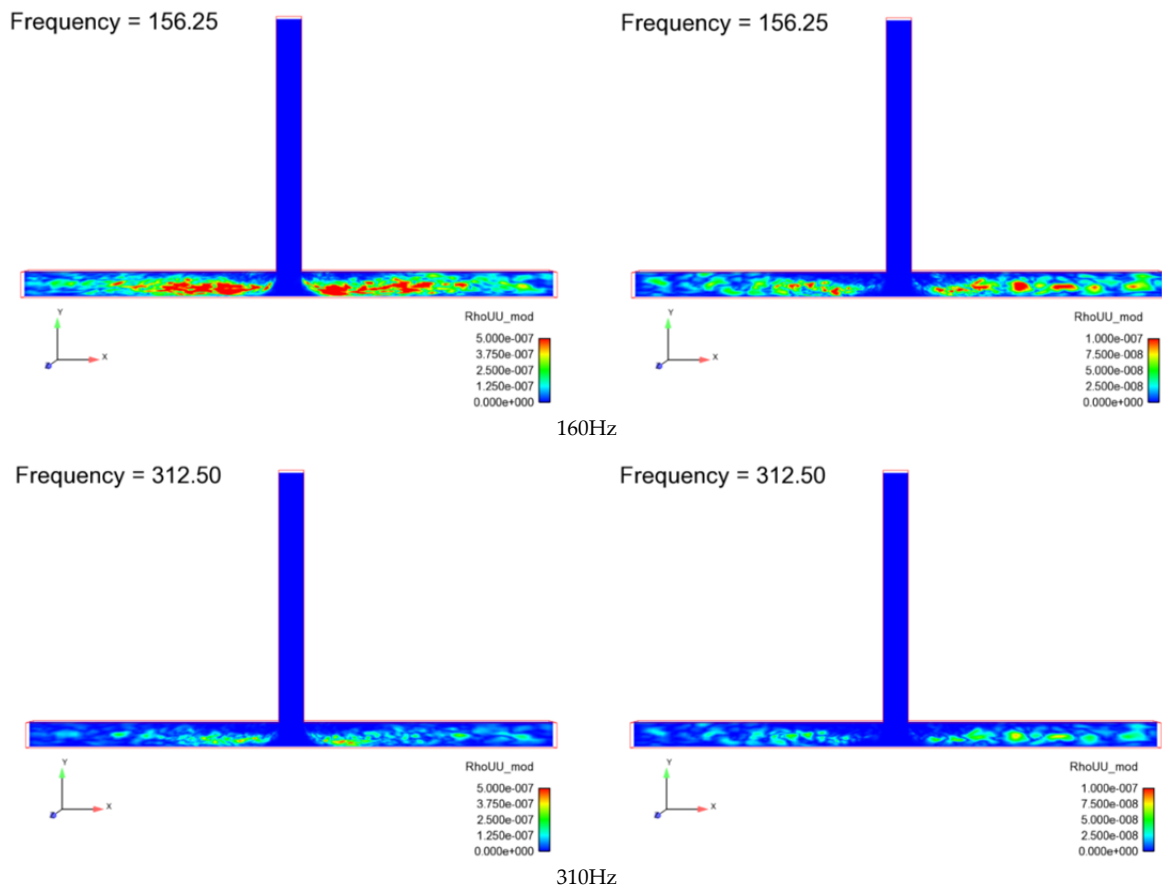 Frequency = 156.25
Frequency = 156.25
Y
X
Z
RhoUU_mod
5.000e-007
3.750e-007
2.500e-007
1.250e-007
0.000e+000
Y
X
Z
RhoUU_mod
1.000e-007
7.500e-008
5.000e-008
2.500e-008
0.000e+000
160Hz
Frequency = 312.50
Frequency = 312.50
Y
X
Z
RhoUU_mod
5.000e-007
3.750e-007
2.500e-007
1.250e-007
0.000e+000
Y
X
Z
RhoUU_mod
1.000e-007
7.500e-008
5.000e-008
2.500e-008
0.000e+000
310Hz